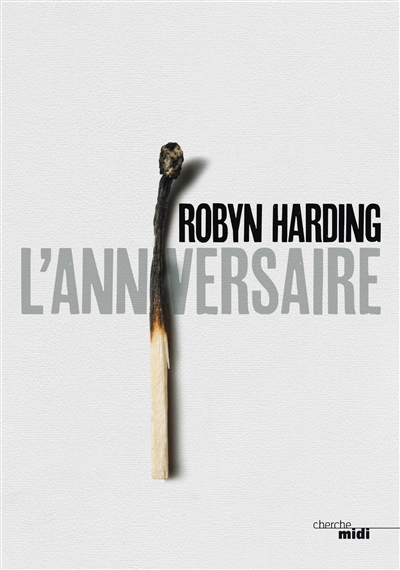 ROBYN HARDING
L'ANNIVERSAIRE
cherche
midi